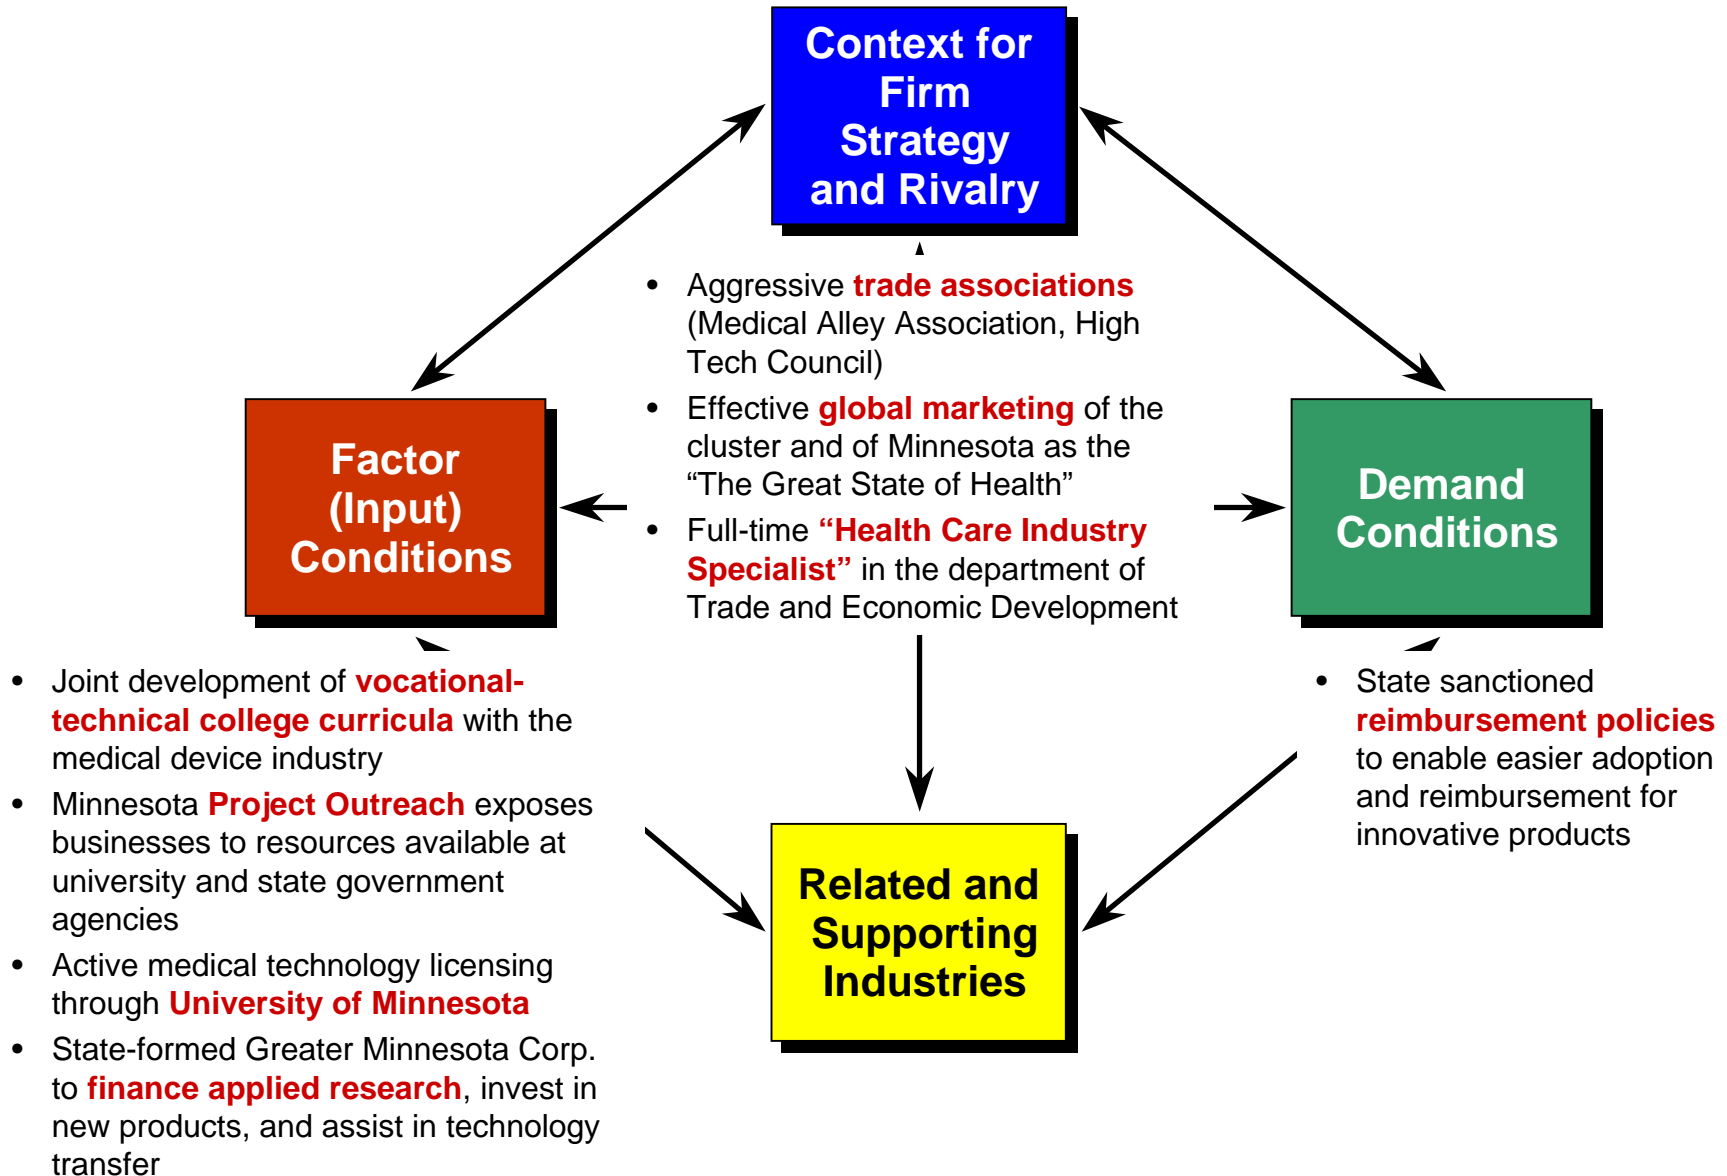 Context for
Firm
Strategy
and Rivalry
• Aggressive trade associations
(Medical Alley Association, High
Tech Council)
• Effective global marketing of the
cluster and of Minnesota as the
“The Great State of Health”
• Full-time “Health Care Industry
Specialist” in the department of
Trade and Economic Development
Factor
(Input)
Conditions
Demand
Conditions
• Joint development of vocational-
technical college curricula with the
medical device industry
• Minnesota Project Outreach exposes
businesses to resources available at
university and state government
agencies
• Active medical technology licensing
through University of Minnesota
• State-formed Greater Minnesota Corp.
to finance applied research, invest in
new products, and assist in technology
transfer
• State sanctioned
reimbursement policies
to enable easier adoption
and reimbursement for
innovative products
Related and
Supporting
Industries